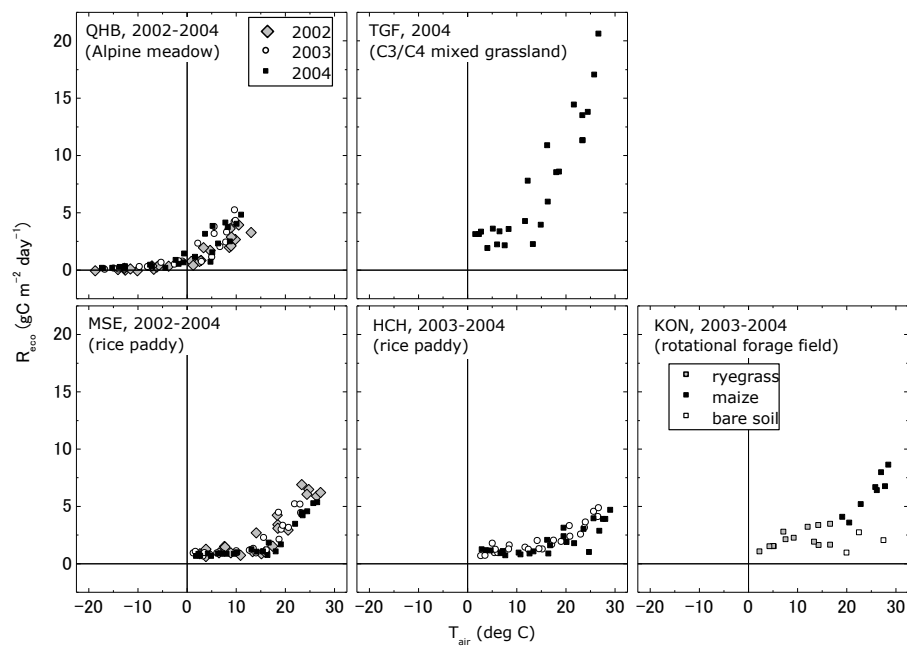 QHB, 2002-2004
(Alpine meadow)
2002
2003
2004
TGF, 2004
(C3/C4 mixed grassland)
20
15
10
5
0
R_eco (gC m⁻² day⁻¹)
MSE, 2002-2004
(rice paddy)
HCH, 2003-2004
(rice paddy)
KON, 2003-2004
(rotational forage field)
ryegrass
maize
bare soil
20
15
10
5
0
−20 −10 0 10 20 30
−20 −10 0 10 20 30
−20 −10 0 10 20 30
T_air (deg C)